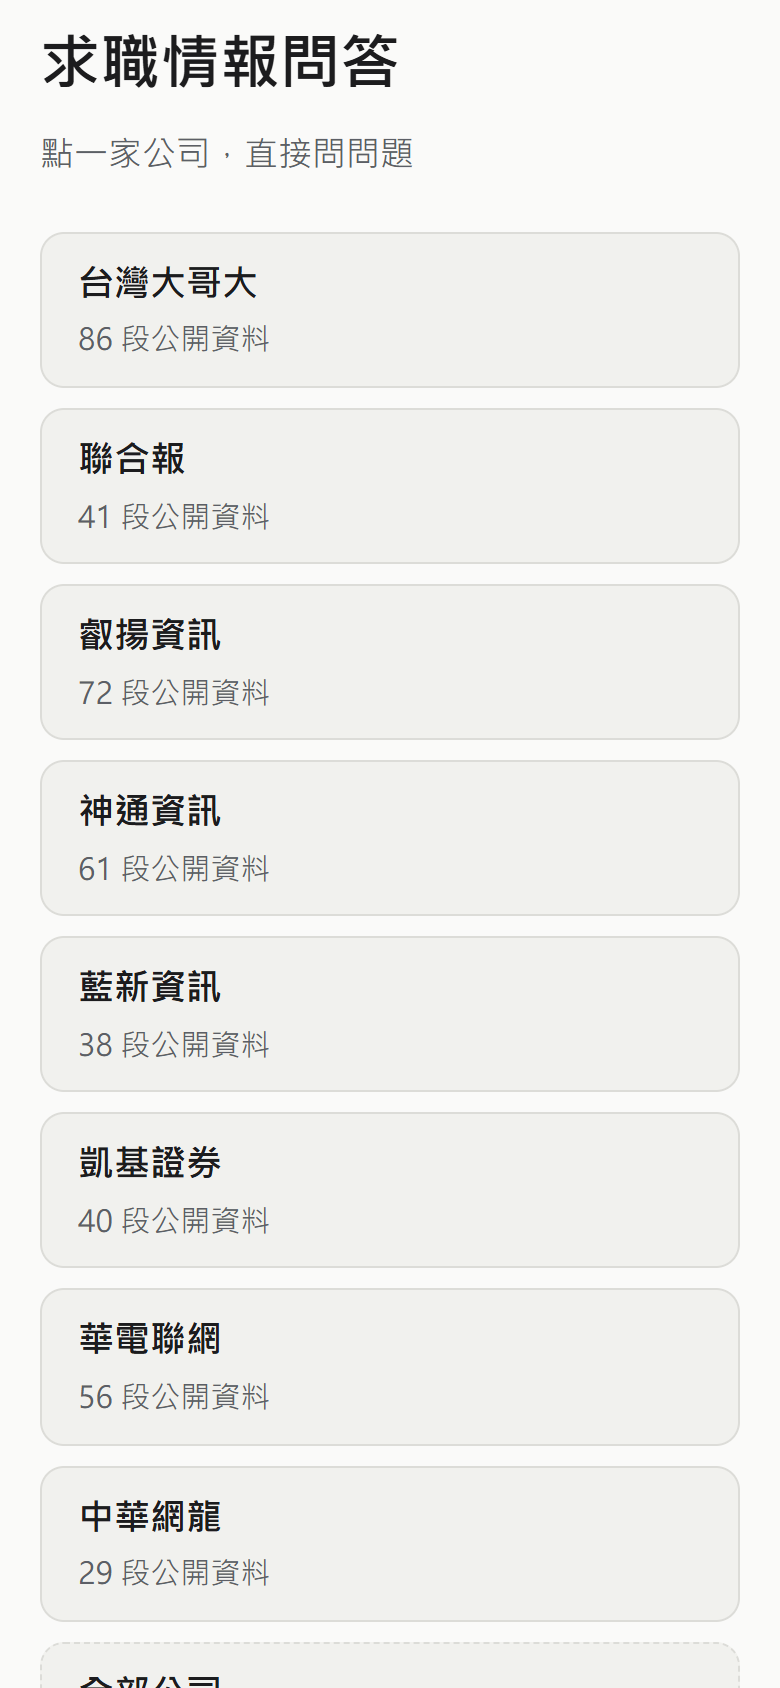 求職情報問答
點一家公司，直接問問題
台灣大哥大
86 段公開資料
聯合報
41 段公開資料
叡揚資訊
72 段公開資料
神通資訊
61 段公開資料
藍新資訊
38 段公開資料
凱基證券
40 段公開資料
華電聯網
56 段公開資料
中華網龍
29 段公開資料
全部公司